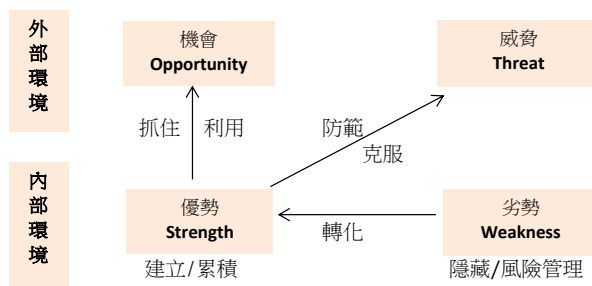 外部環境
機會
Opportunity
威脅
Threat
抓住
利用
防範
克服
內部環境
優勢
Strength
劣勢
Weakness
轉化
建立/累積
隱藏/風險管理